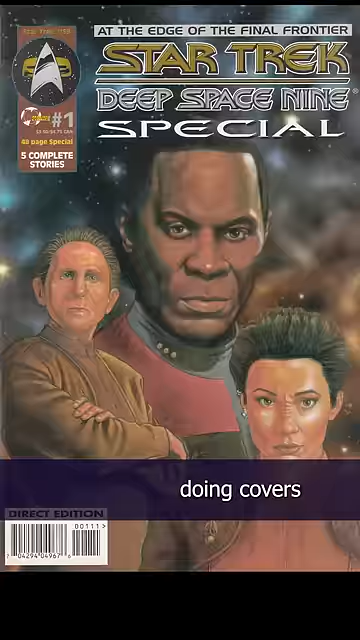 AT THE EDGE OF THE FINAL FRONTIER
STAR TREK
DEEP SPACE NINE®
SPECIAL
#1
48 page Special
5 COMPLETE
STORIES
doing covers
DIRECT EDITION
00111>